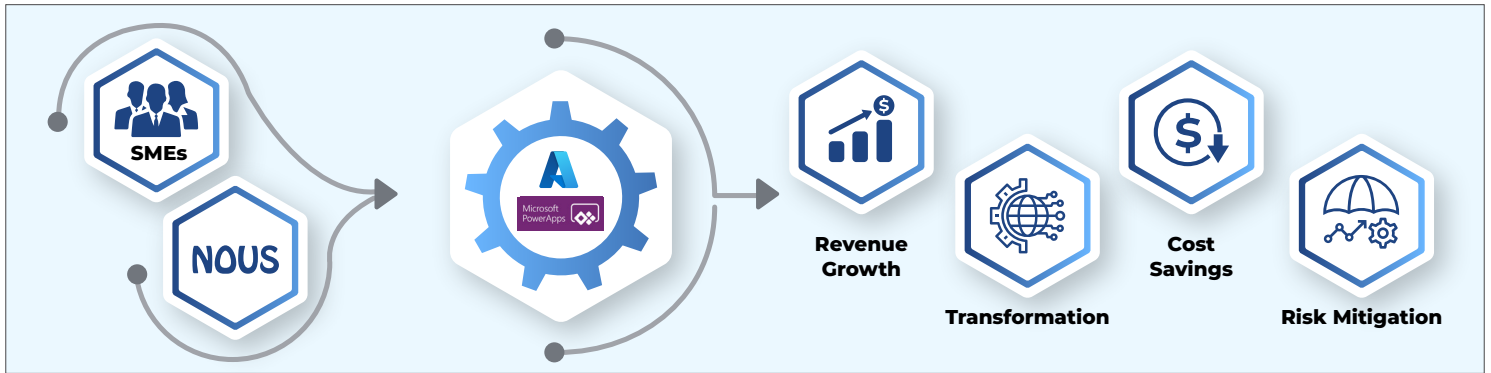 SMEs
NOUS
Microsoft
PowerApps
$
Revenue
Growth
Transformation
$
Cost
Savings
Risk Mitigation